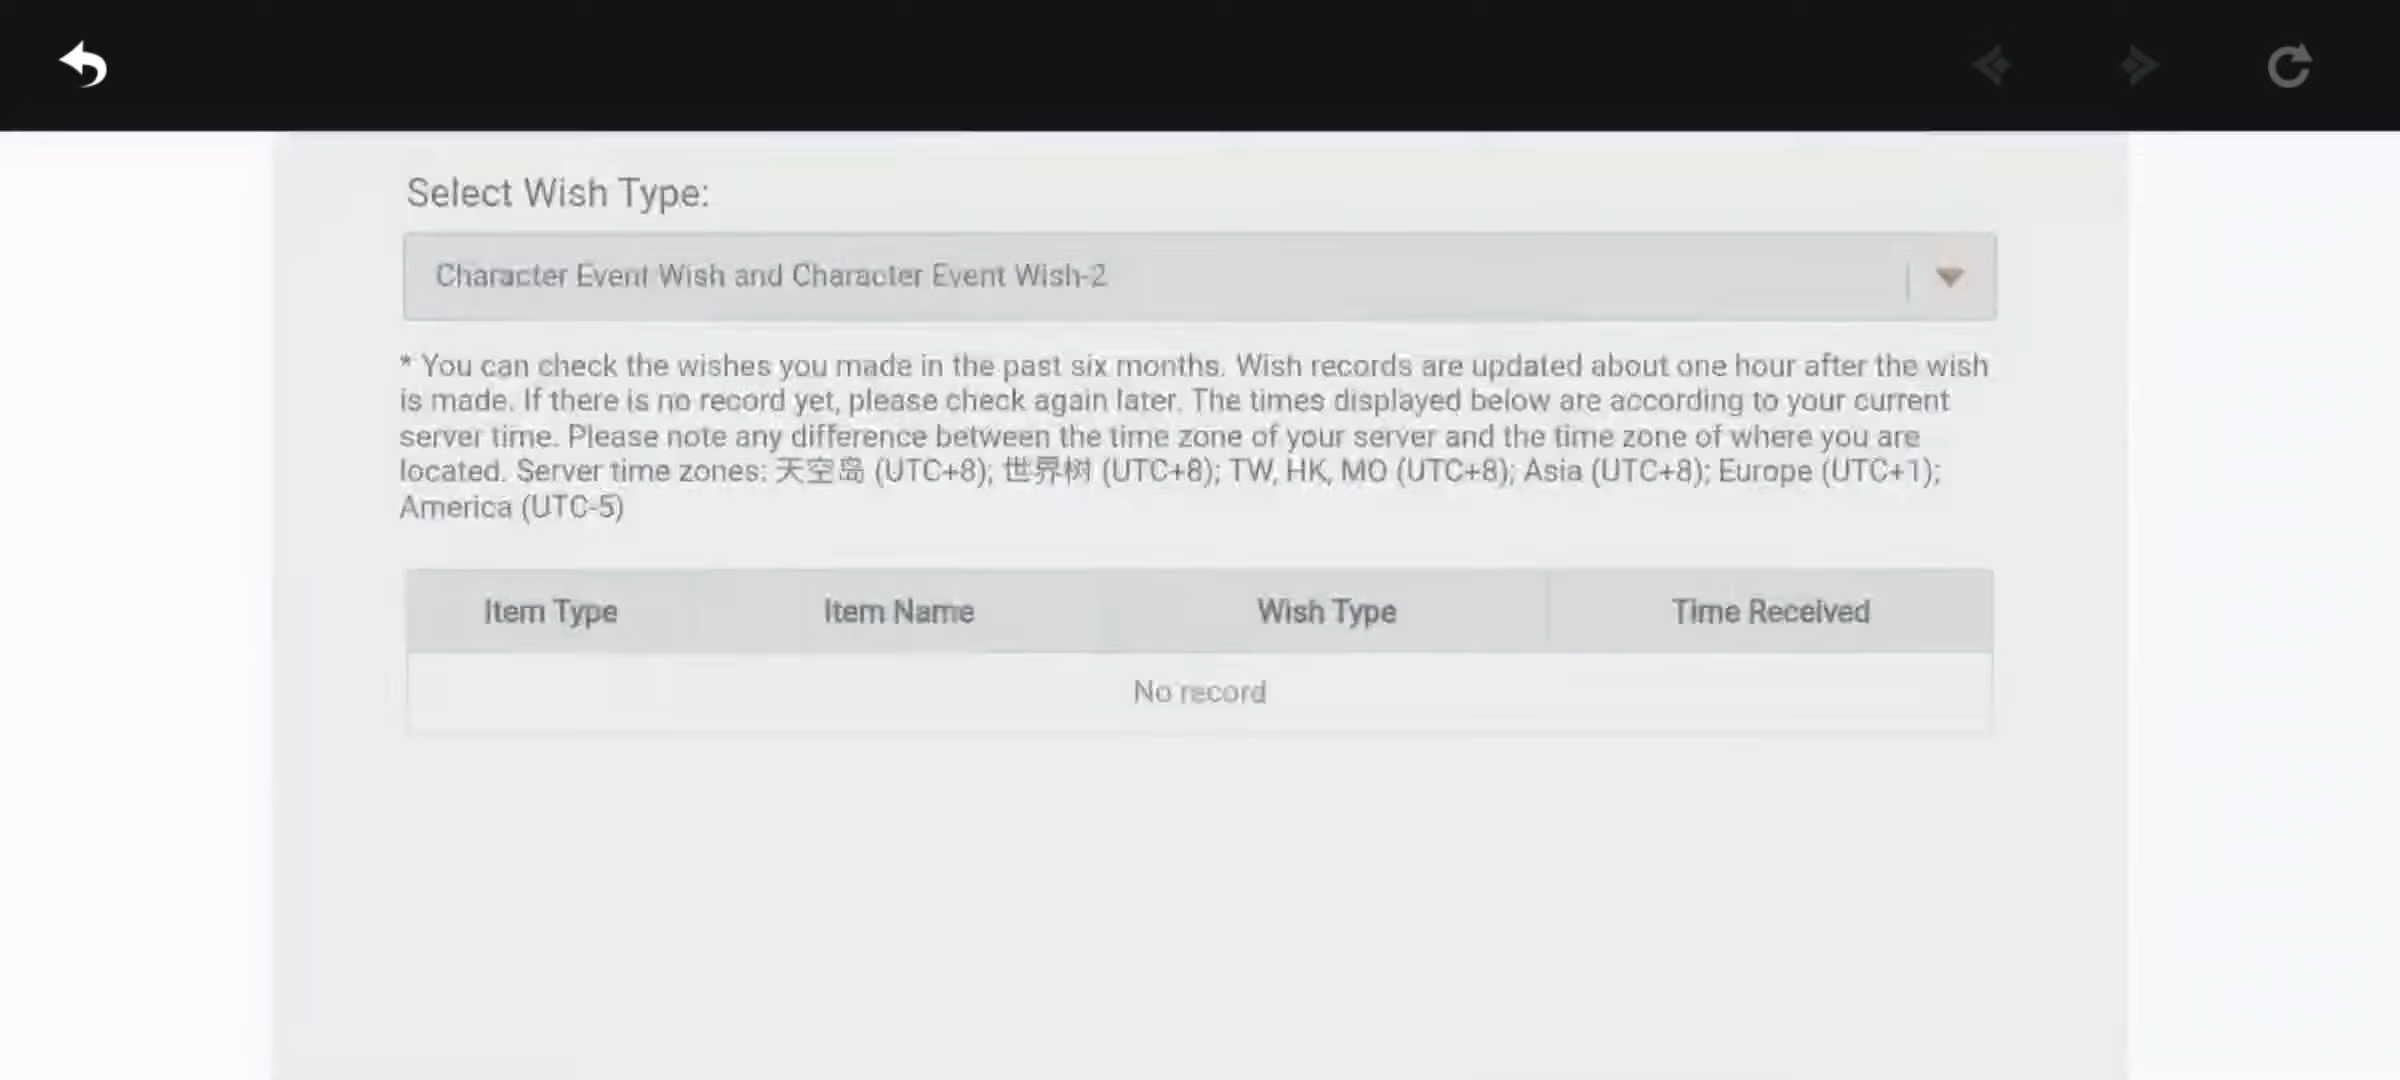 Select Wish Type:
Character Event Wish and Character Event Wish-2
* You can check the wishes you made in the past six months. Wish records are updated about one hour after the wish
is made. If there is no record yet, please check again later. The times displayed below are according to your current
server time. Please note any difference between the time zone of your server and the time zone of where you are
located. Server time zones: 天空岛 (UTC+8); 世界树 (UTC+8); TW, HK, MO (UTC+8); Asia (UTC+8); Europe (UTC+1);
America (UTC-5)
Item Type Item Name Wish Type Time Received
No record